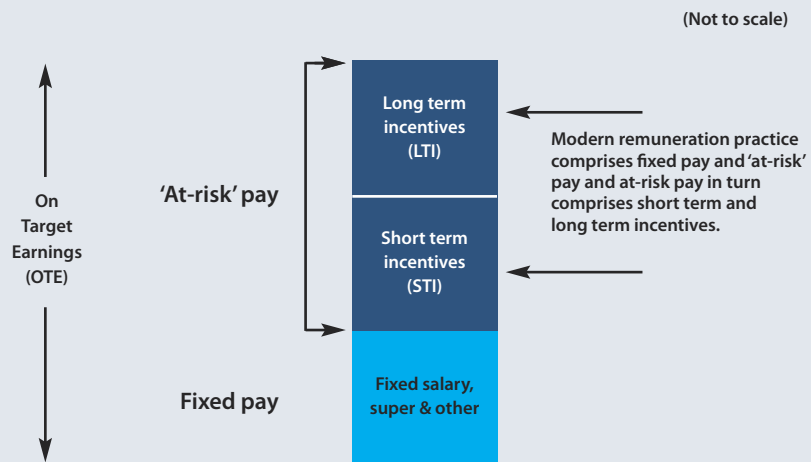 (Not to scale)
Long term
incentives
(LTI)
Modern remuneration practice
comprises fixed pay and ‘at-risk’
pay and at-risk pay in turn
comprises short term and
long term incentives.
‘At-risk’ pay
On
Target
Earnings
(OTE)
Short term
incentives
(STI)
Fixed pay
Fixed salary,
super & other